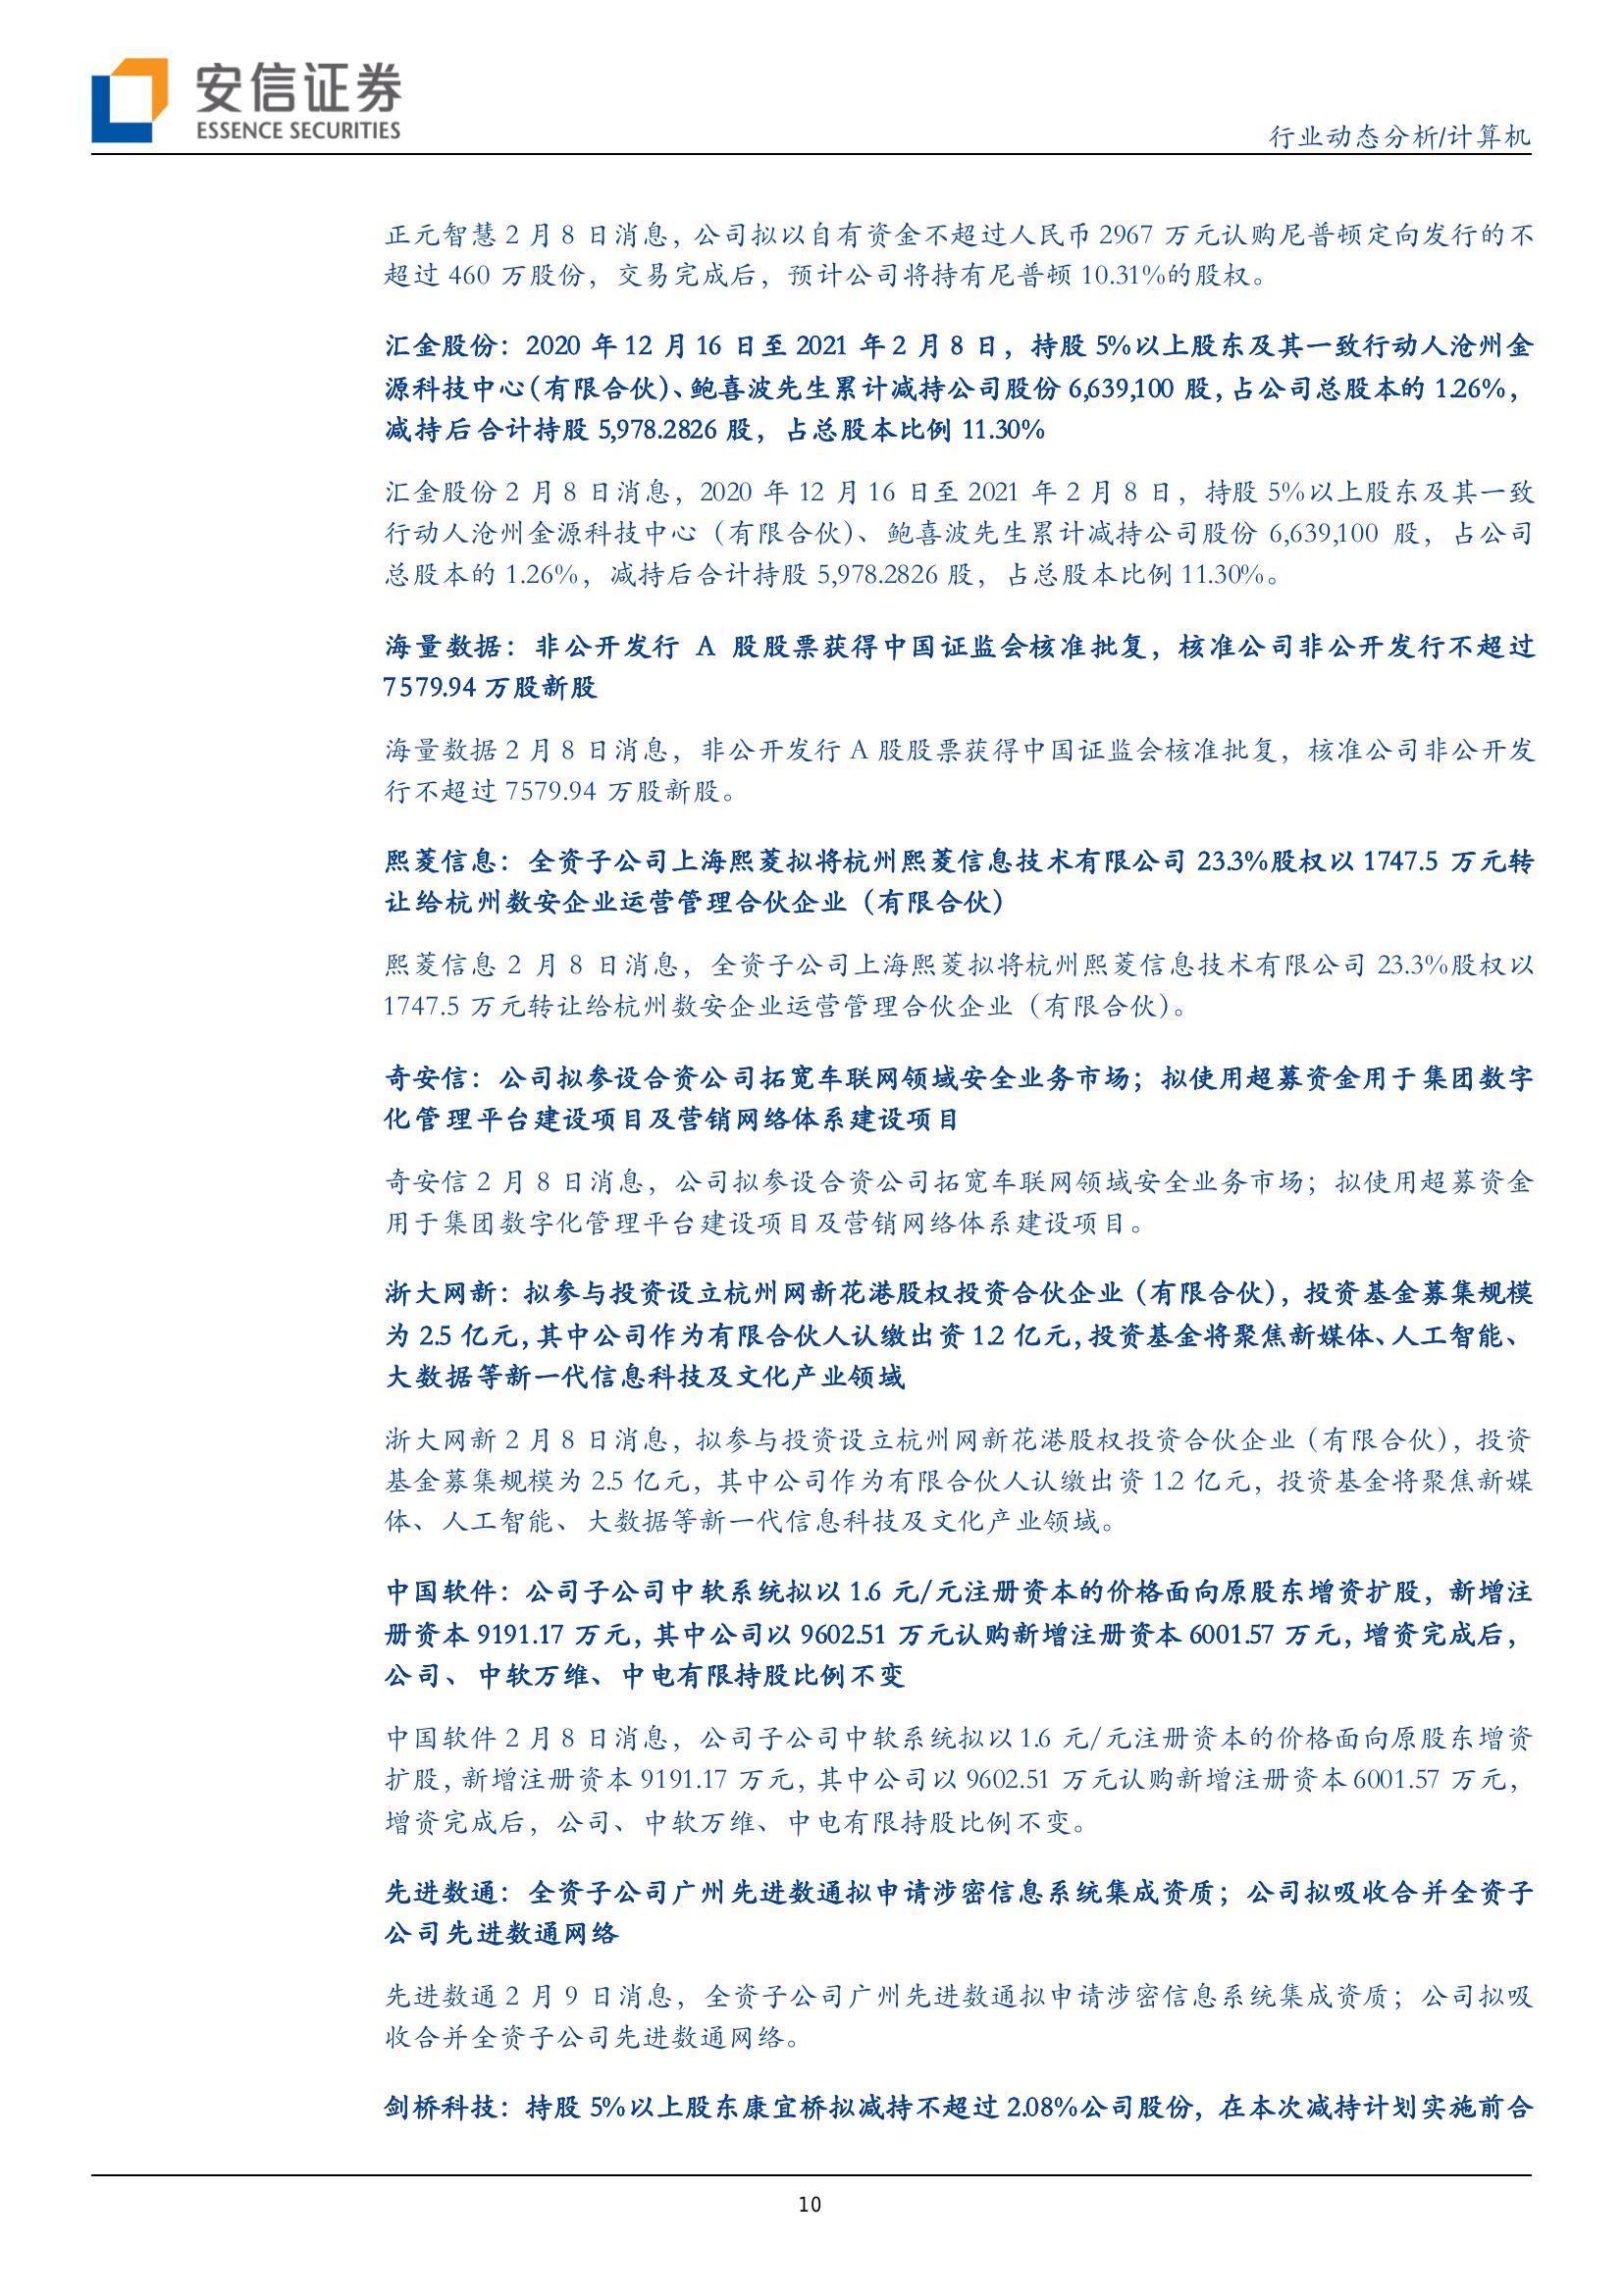 安信证券
ESSENCE SECURITIES
行业动态分析/计算机
正元智慧 2 月 8 日消息，公司拟以自有资金不超过人民币 2967 万元认购尼普顿定向发行的不
超过 460 万股份，交易完成后，预计公司将持有尼普顿 10.31%的股权。
汇金股份：2020 年 12 月 16 日至 2021 年 2 月 8 日，持股 5%以上股东及其一致行动人沧州金
源科技中心（有限合伙）、鲍喜波先生累计减持公司股份 6,639,100 股，占公司总股本的 1.26%，
减持后合计持股 5,978.2826 股，占总股本比例 11.30%
汇金股份 2 月 8 日消息，2020 年 12 月 16 日至 2021 年 2 月 8 日，持股 5%以上股东及其一致
行动人沧州金源科技中心（有限合伙）、鲍喜波先生累计减持公司股份 6,639,100 股，占公司
总股本的 1.26%，减持后合计持股 5,978.2826 股，占总股本比例 11.30%。
海量数据：非公开发行 A 股股票获得中国证监会核准批复，核准公司非公开发行不超过
7579.94 万股新股
海量数据 2 月 8 日消息，非公开发行 A 股股票获得中国证监会核准批复，核准公司非公开发
行不超过 7579.94 万股新股。
熙菱信息：全资子公司上海熙菱拟将杭州熙菱信息技术有限公司 23.3%股权以 1747.5 万元转
让给杭州数安企业运营管理合伙企业（有限合伙）
熙菱信息 2 月 8 日消息，全资子公司上海熙菱拟将杭州熙菱信息技术有限公司 23.3%股权以
1747.5 万元转让给杭州数安企业运营管理合伙企业（有限合伙）。
奇安信：公司拟参设合资公司拓宽车联网领域安全业务市场；拟使用超募资金用于集团数字
化管理平台建设项目及营销网络体系建设项目
奇安信 2 月 8 日消息，公司拟参设合资公司拓宽车联网领域安全业务市场；拟使用超募资金
用于集团数字化管理平台建设项目及营销网络体系建设项目。
浙大网新：拟参与投资设立杭州网新花港股权投资合伙企业（有限合伙），投资基金募集规模
为 2.5 亿元，其中公司作为有限合伙人认缴出资 1.2 亿元，投资基金将聚焦新媒体、人工智能、
大数据等新一代信息科技及文化产业领域
浙大网新 2 月 8 日消息，拟参与投资设立杭州网新花港股权投资合伙企业（有限合伙），投资
基金募集规模为 2.5 亿元，其中公司作为有限合伙人认缴出资 1.2 亿元，投资基金将聚焦新媒
体、人工智能、大数据等新一代信息科技及文化产业领域。
中国软件：公司子公司中软系统拟以 1.6 元/元注册资本的价格面向原股东增资扩股，新增注
册资本 9191.17 万元，其中公司以 9602.51 万元认购新增注册资本 6001.57 万元，增资完成后，
公司、中软万维、中电有限持股比例不变
中国软件 2 月 8 日消息，公司子公司中软系统拟以 1.6 元/元注册资本的价格面向原股东增资
扩股，新增注册资本 9191.17 万元，其中公司以 9602.51 万元认购新增注册资本 6001.57 万元，
增资完成后，公司、中软万维、中电有限持股比例不变。
先进数通：全资子公司广州先进数通拟申请涉密信息系统集成资质；公司拟吸收合并全资子
公司先进数通网络
先进数通 2 月 9 日消息，全资子公司广州先进数通拟申请涉密信息系统集成资质；公司拟吸
收合并全资子公司先进数通网络。
剑桥科技：持股 5%以上股东康宜桥拟减持不超过 2.08%公司股份，在本次减持计划实施前合
10